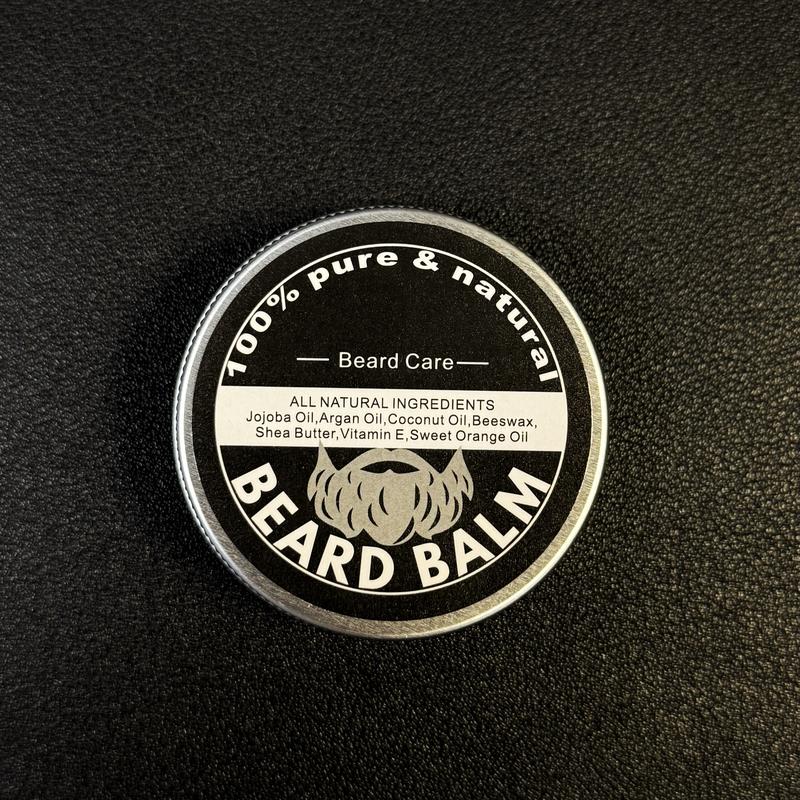 100% pure & natural
Beard Care
ALL NATURAL INGREDIENTS
Jojoba Oil,Argan Oil,Coconut Oil,Beeswax,
Shea Butter,Vitamin E,Sweet Orange Oil
BEARD BALM